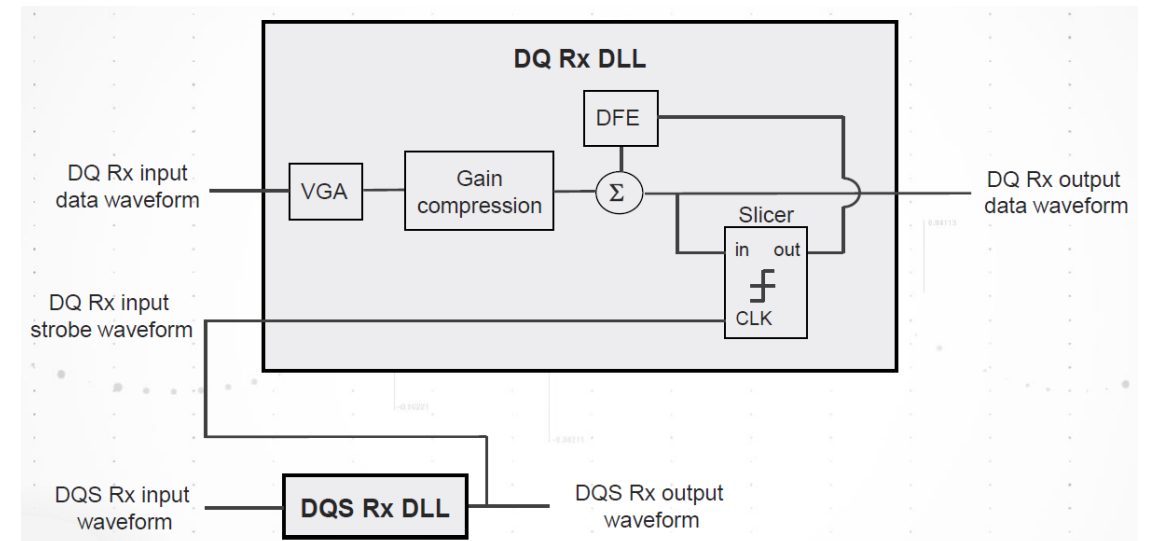 DQ Rx DLL
DFE
DQ Rx input
data waveform
VGA
Gain
compression
Σ
DQ Rx output
data waveform
Slicer
in out
CLK
DQ Rx input
strobe waveform
DQS Rx input
waveform
DQS Rx DLL
DQS Rx output
waveform